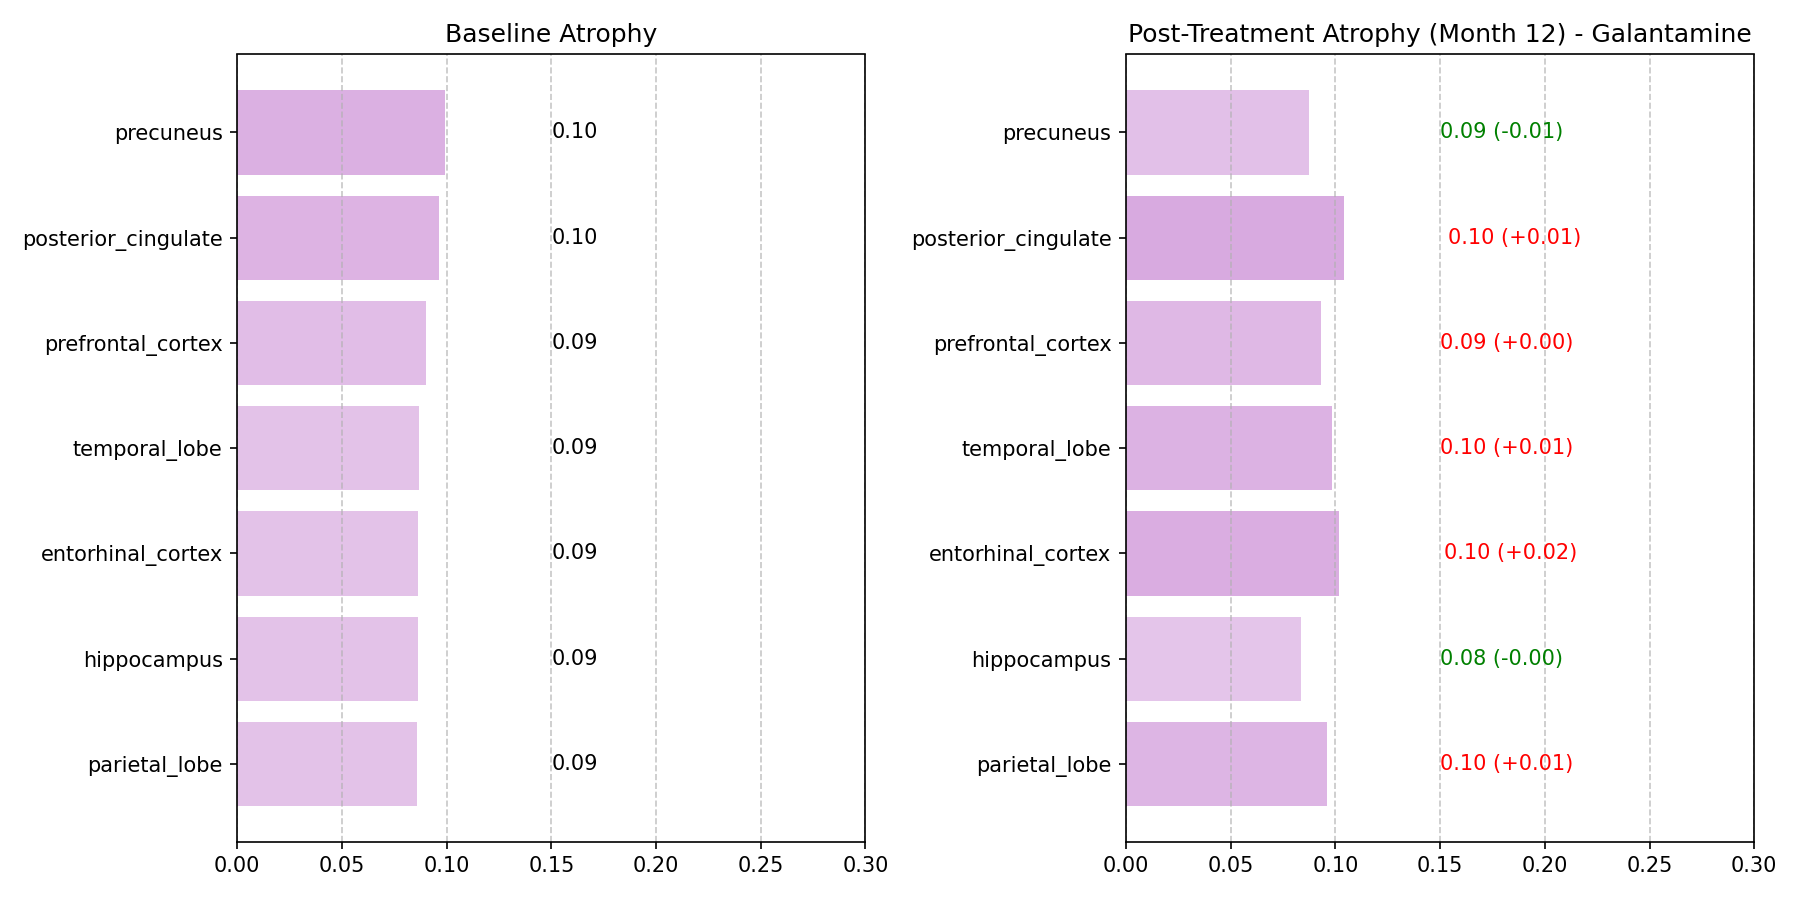 Baseline Atrophy
precuneus
0.10
posterior_cingulate
0.10
prefrontal_cortex
0.09
temporal_lobe
0.09
entorhinal_cortex
0.09
hippocampus
0.09
parietal_lobe
0.09
0.00 0.05 0.10 0.15 0.20 0.25 0.30
Post-Treatment Atrophy (Month 12) - Galantamine
precuneus
0.09 (-0.01)
posterior_cingulate
0.10 (+0.01)
prefrontal_cortex
0.09 (+0.00)
temporal_lobe
0.10 (+0.01)
entorhinal_cortex
0.10 (+0.02)
hippocampus
0.08 (-0.00)
parietal_lobe
0.10 (+0.01)
0.00 0.05 0.10 0.15 0.20 0.25 0.30